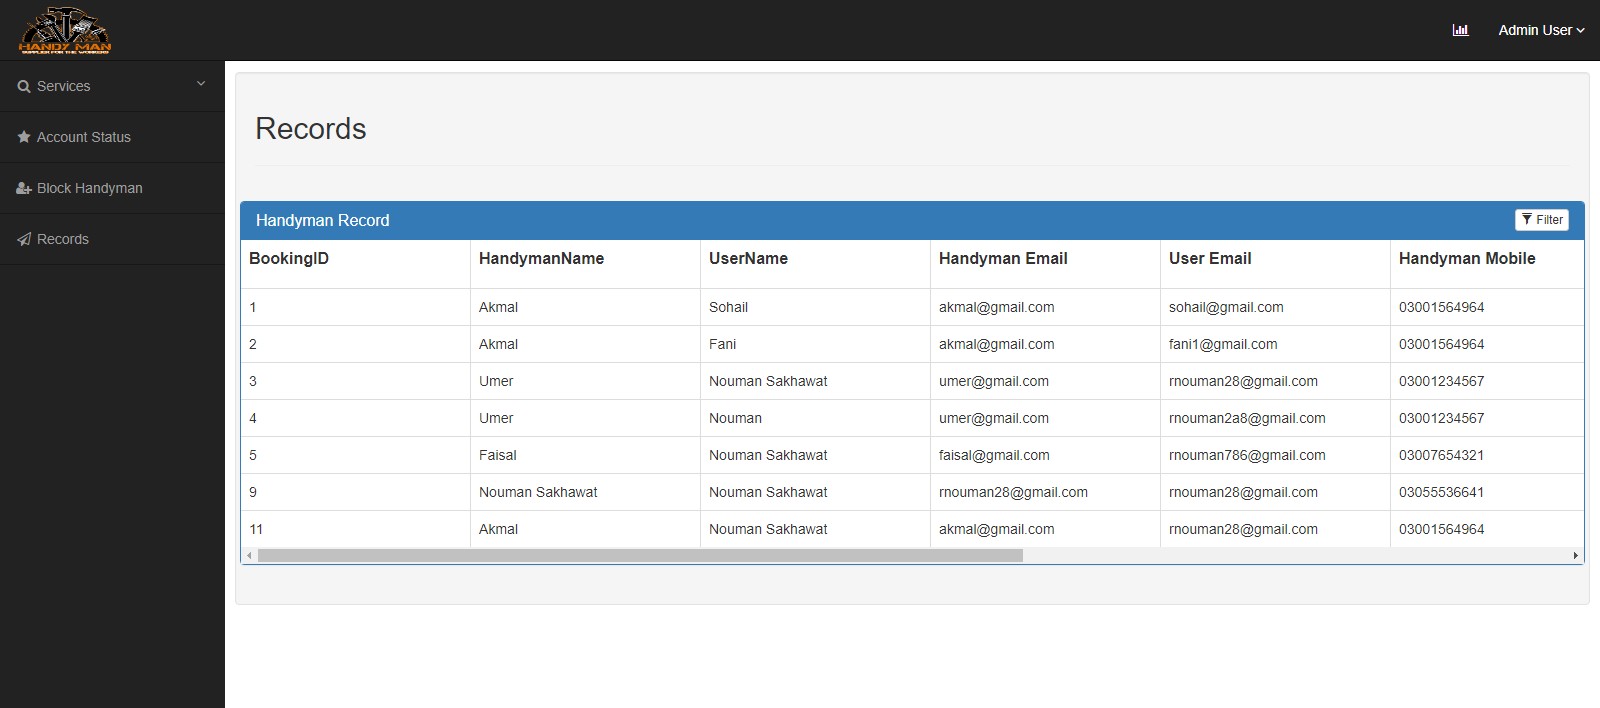 HANDY MAN
SUPPLIER FOR THE WORKERS
Admin User
Services
Account Status
Block Handyman
Records
Records
Handyman Record Filter
BookingID HandymanName UserName Handyman Email User Email Handyman Mobile
1 Akmal Sohail akmal@gmail.com sohail@gmail.com 03001564964
2 Akmal Fani akmal@gmail.com fani1@gmail.com 03001564964
3 Umer Nouman Sakhawat umer@gmail.com rnouman28@gmail.com 03001234567
4 Umer Nouman umer@gmail.com rnouman2a8@gmail.com 03001234567
5 Faisal Nouman Sakhawat faisal@gmail.com rnouman786@gmail.com 03007654321
9 Nouman Sakhawat Nouman Sakhawat rnouman28@gmail.com rnouman28@gmail.com 03055536641
11 Akmal Nouman Sakhawat akmal@gmail.com rnouman28@gmail.com 03001564964